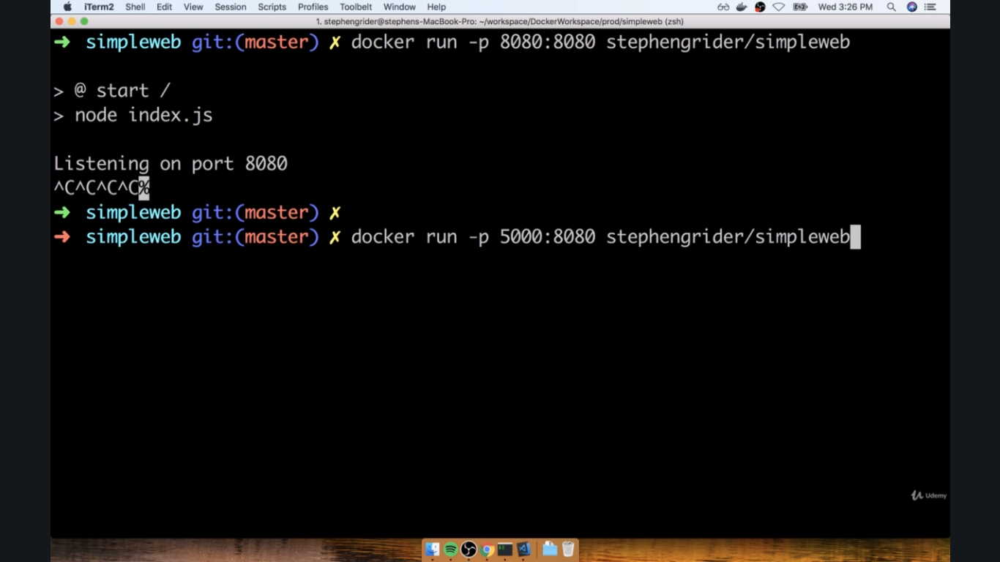 iTerm2 Shell Edit View Session Scripts Profiles Toolbelt Window Help Wed 3:26 PM
1. stephengrider@stephens-MacBook-Pro: ~/workspace/DockerWorkspace/prod/simpleweb (zsh)
➜ simpleweb git:(master) ✗ docker run -p 8080:8080 stephengrider/simpleweb
> @ start /
> node index.js
Listening on port 8080
^C^C^C^C%
➜ simpleweb git:(master) ✗
➜ simpleweb git:(master) ✗ docker run -p 5000:8080 stephengrider/simpleweb
Udemy